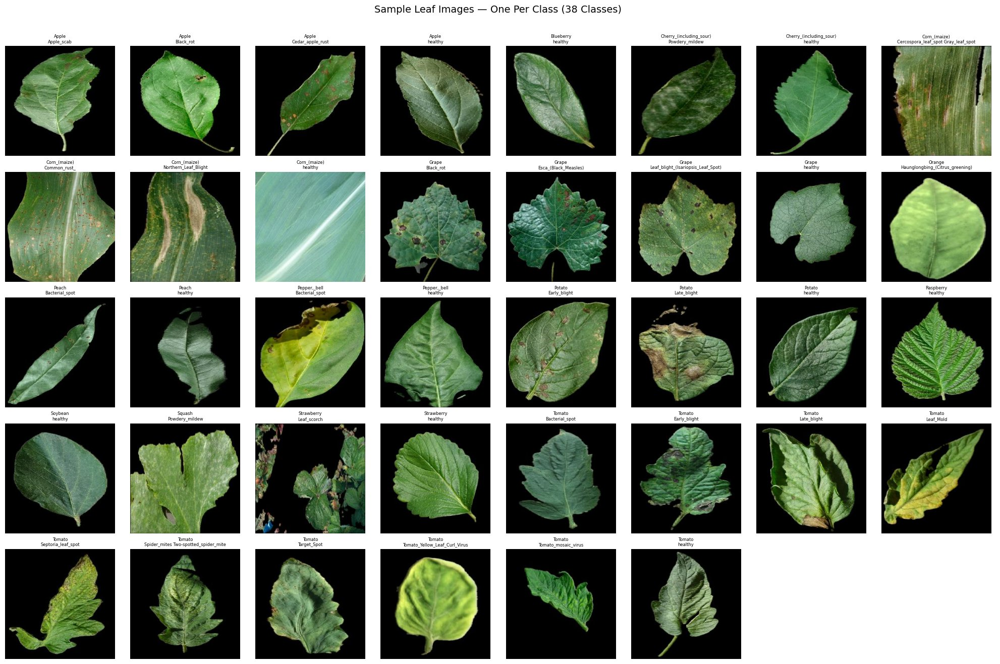 Sample Leaf Images — One Per Class (38 Classes)
Apple
Apple_scab
Apple
Black_rot
Apple
Cedar_apple_rust
Apple
healthy
Blueberry
healthy
Cherry_(including_sour)
Powdery_mildew
Cherry_(including_sour)
healthy
Corn_(maize)
Cercospora_leaf_spot Gray_leaf_spot
Corn_(maize)
Common_rust_
Corn_(maize)
Northern_Leaf_Blight
Corn_(maize)
healthy
Grape
Black_rot
Grape
Esca_(Black_Measles)
Grape
Leaf_blight_(Isariopsis_Leaf_Spot)
Grape
healthy
Orange
Haunglongbing_(Citrus_greening)
Peach
Bacterial_spot
Peach
healthy
Pepper,_bell
Bacterial_spot
Pepper,_bell
healthy
Potato
Early_blight
Potato
Late_blight
Potato
healthy
Raspberry
healthy
Soybean
healthy
Squash
Powdery_mildew
Strawberry
Leaf_scorch
Strawberry
healthy
Tomato
Bacterial_spot
Tomato
Early_blight
Tomato
Late_blight
Tomato
Leaf_Mold
Tomato
Septoria_leaf_spot
Tomato
Spider_mites Two-spotted_spider_mite
Tomato
Target_Spot
Tomato
Tomato_Yellow_Leaf_Curl_Virus
Tomato
Tomato_mosaic_virus
Tomato
healthy